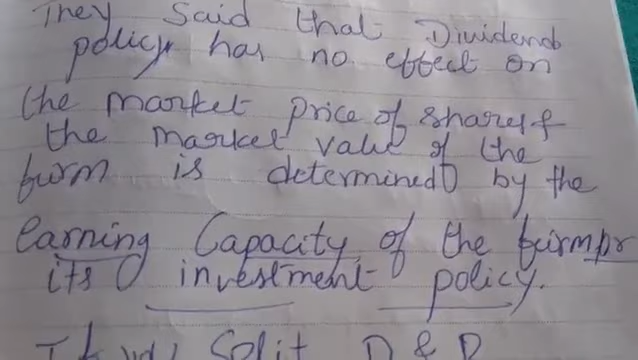 They said that Dividend
policy has no effect on
the market price of shares &
the market value of the
firm is determined by the
earning Capacity of the firm or
its investment policy.
Split D & D